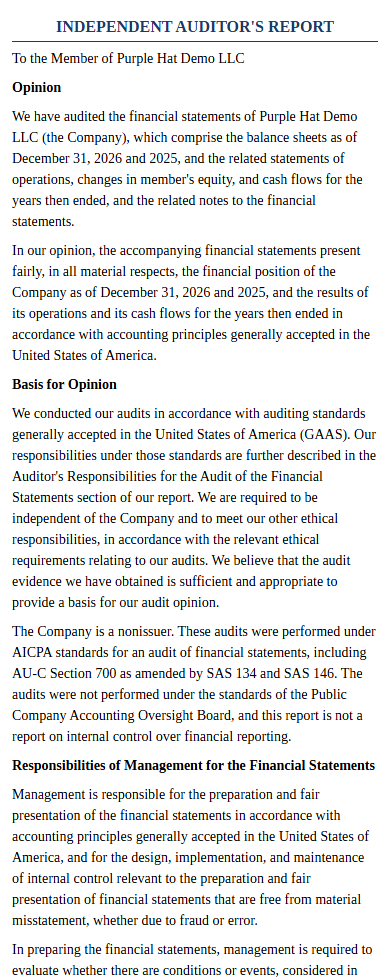 INDEPENDENT AUDITOR'S REPORT
To the Member of Purple Hat Demo LLC
Opinion
We have audited the financial statements of Purple Hat Demo
LLC (the Company), which comprise the balance sheets as of
December 31, 2026 and 2025, and the related statements of
operations, changes in member's equity, and cash flows for the
years then ended, and the related notes to the financial
statements.
In our opinion, the accompanying financial statements present
fairly, in all material respects, the financial position of the
Company as of December 31, 2026 and 2025, and the results of
its operations and its cash flows for the years then ended in
accordance with accounting principles generally accepted in the
United States of America.
Basis for Opinion
We conducted our audits in accordance with auditing standards
generally accepted in the United States of America (GAAS). Our
responsibilities under those standards are further described in the
Auditor's Responsibilities for the Audit of the Financial
Statements section of our report. We are required to be
independent of the Company and to meet our other ethical
responsibilities, in accordance with the relevant ethical
requirements relating to our audits. We believe that the audit
evidence we have obtained is sufficient and appropriate to
provide a basis for our audit opinion.
The Company is a nonissuer. These audits were performed under
AICPA standards for an audit of financial statements, including
AU-C Section 700 as amended by SAS 134 and SAS 146. The
audits were not performed under the standards of the Public
Company Accounting Oversight Board, and this report is not a
report on internal control over financial reporting.
Responsibilities of Management for the Financial Statements
Management is responsible for the preparation and fair
presentation of the financial statements in accordance with
accounting principles generally accepted in the United States of
America, and for the design, implementation, and maintenance
of internal control relevant to the preparation and fair
presentation of financial statements that are free from material
misstatement, whether due to fraud or error.
In preparing the financial statements, management is required to
evaluate whether there are conditions or events, considered in